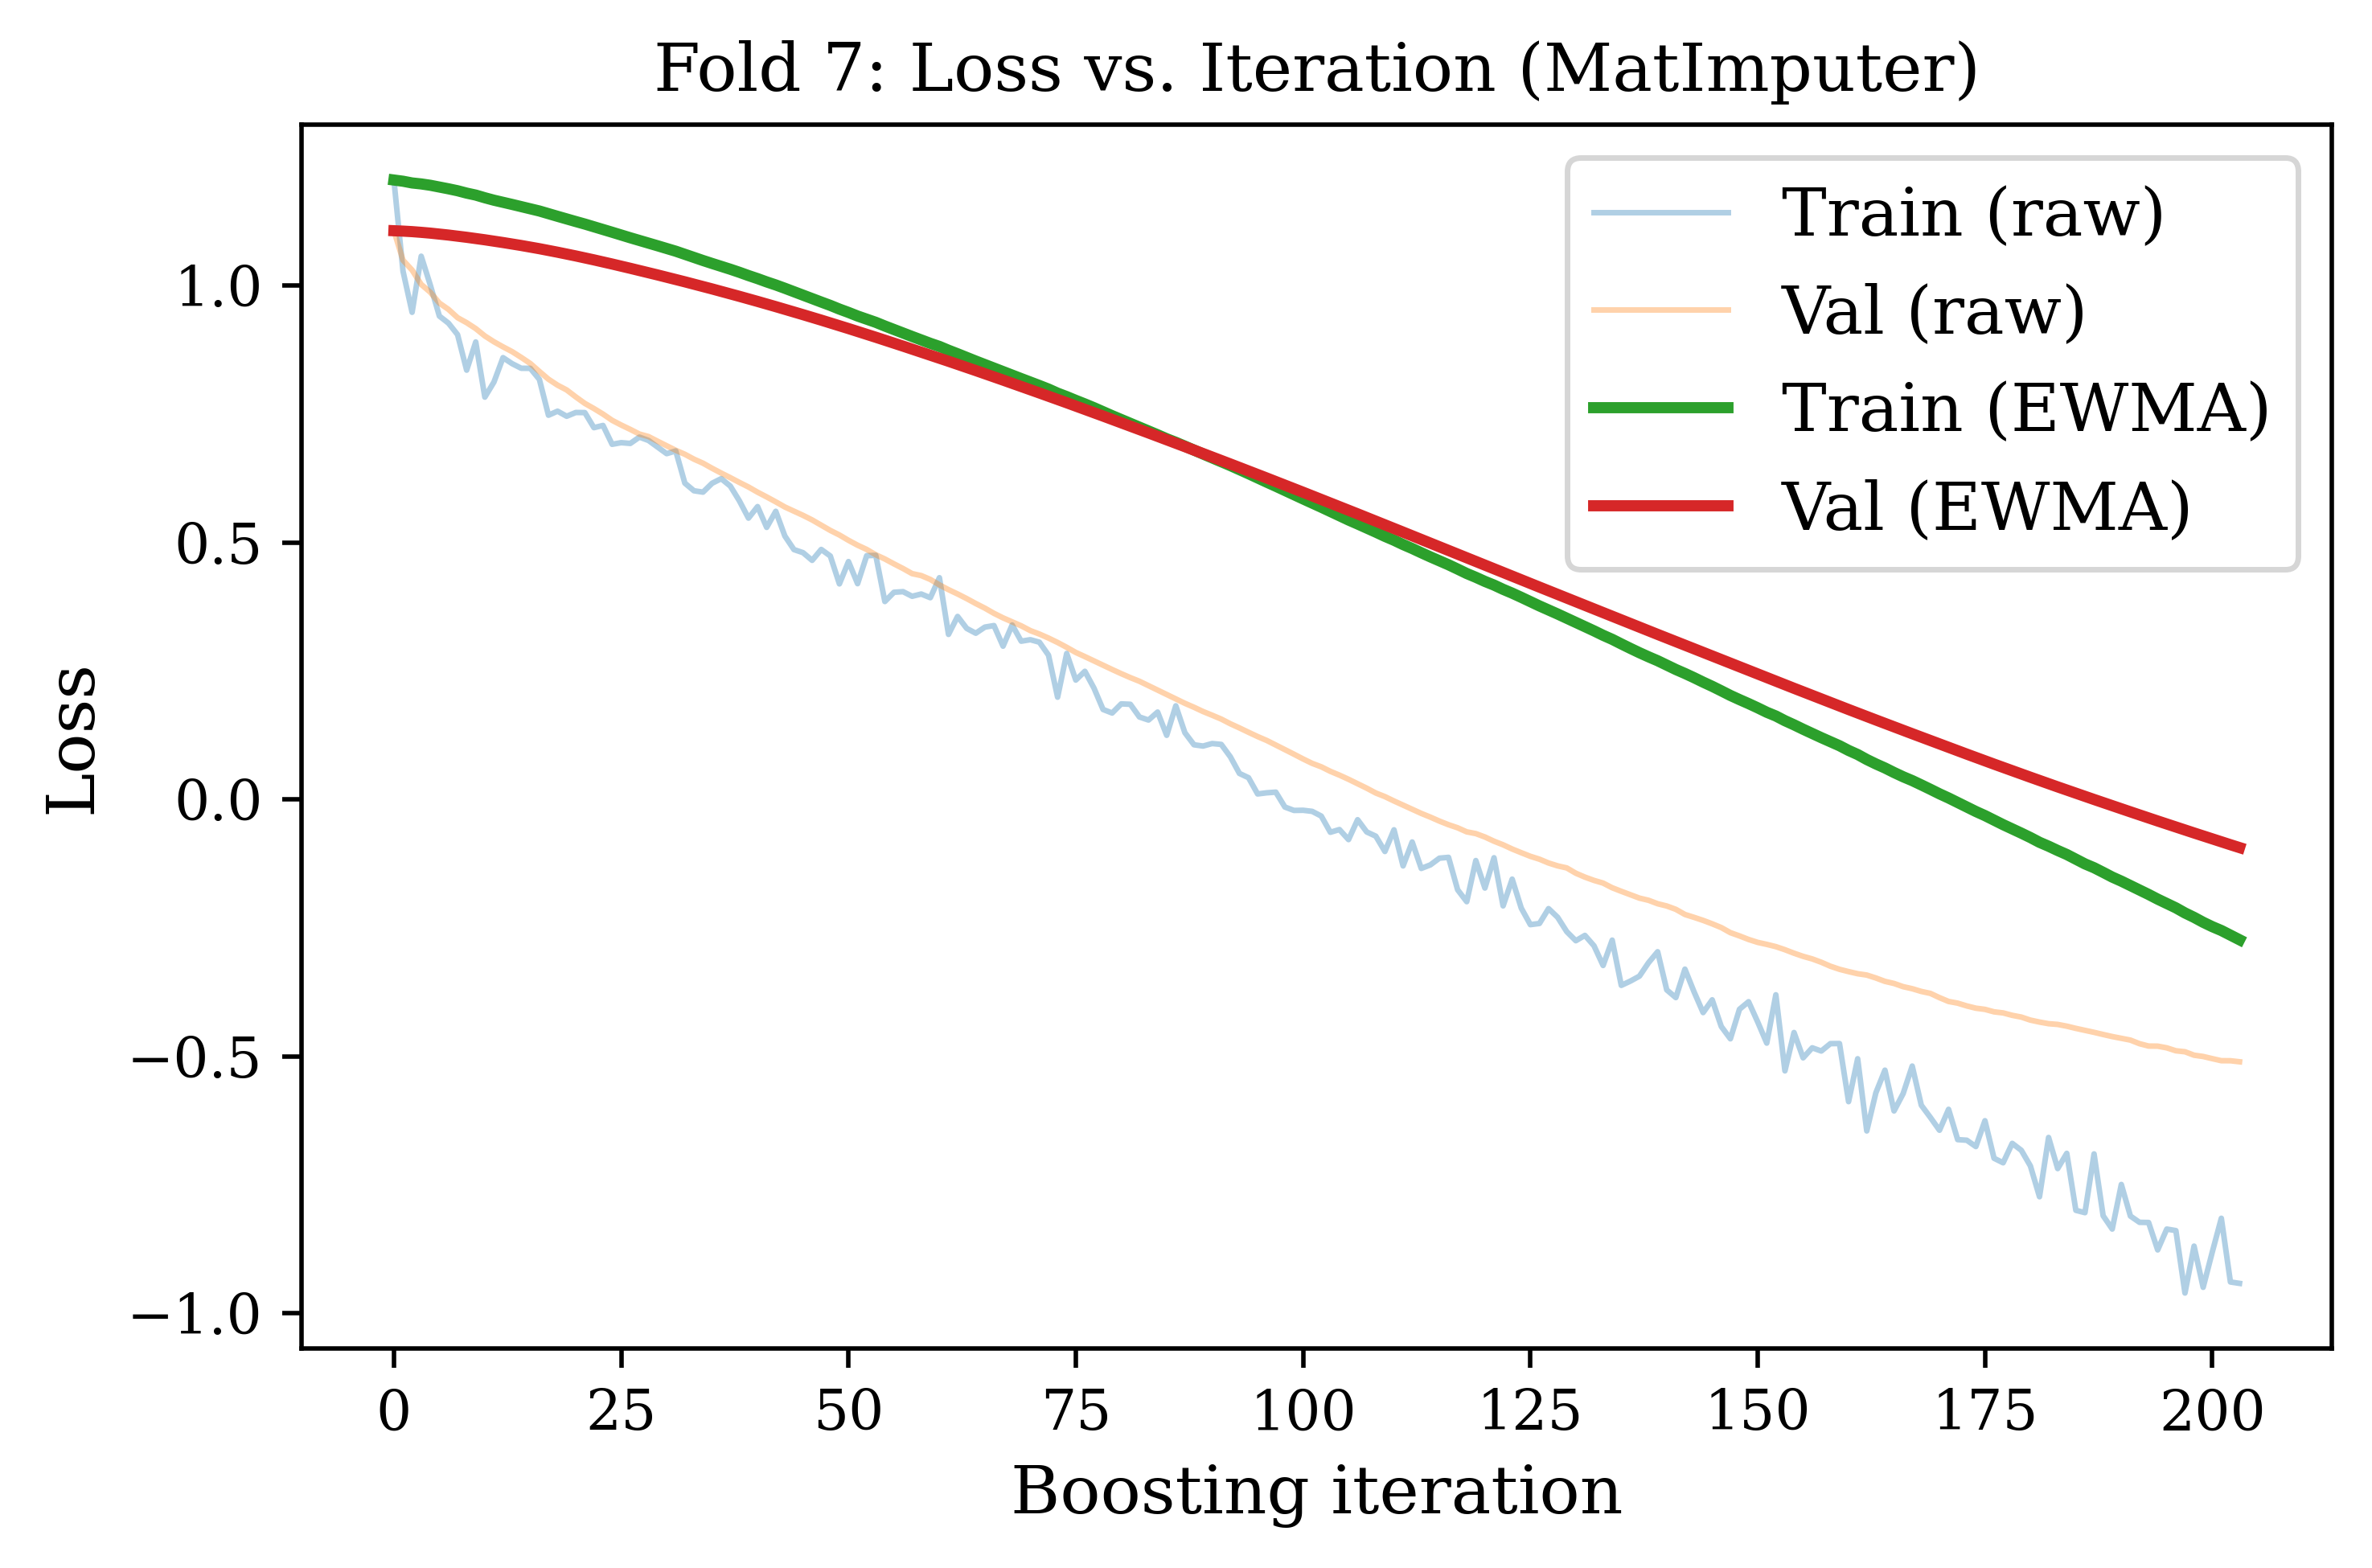 Fold 7: Loss vs. Iteration (MatImputer)
Train (raw)
Val (raw)
Train (EWMA)
Val (EWMA)
Loss
1.0
0.5
0.0
−0.5
−1.0
0 25 50 75 100 125 150 175 200
Boosting iteration